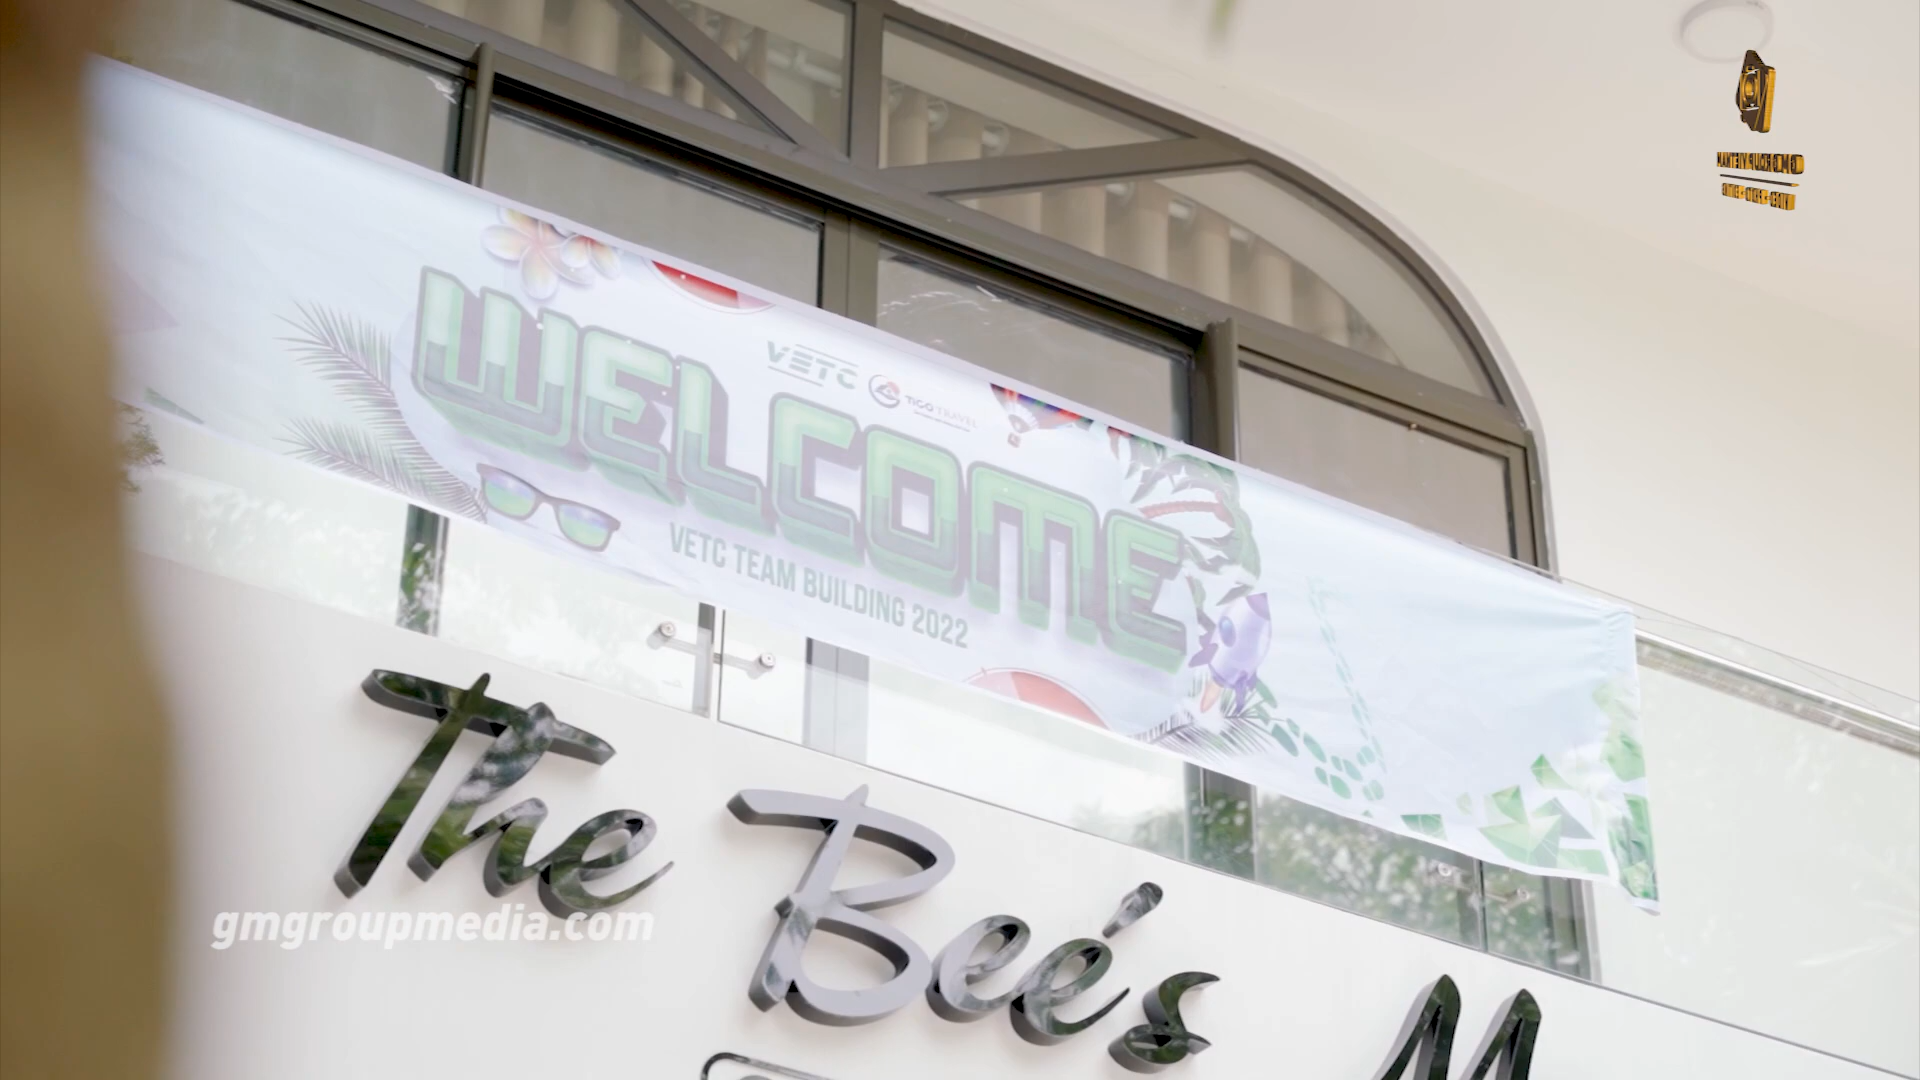 VETC
TIGO TRAVEL
WELCOME
VETC TEAM BUILDING 2022
The Bee's M
gmgroupmedia.com